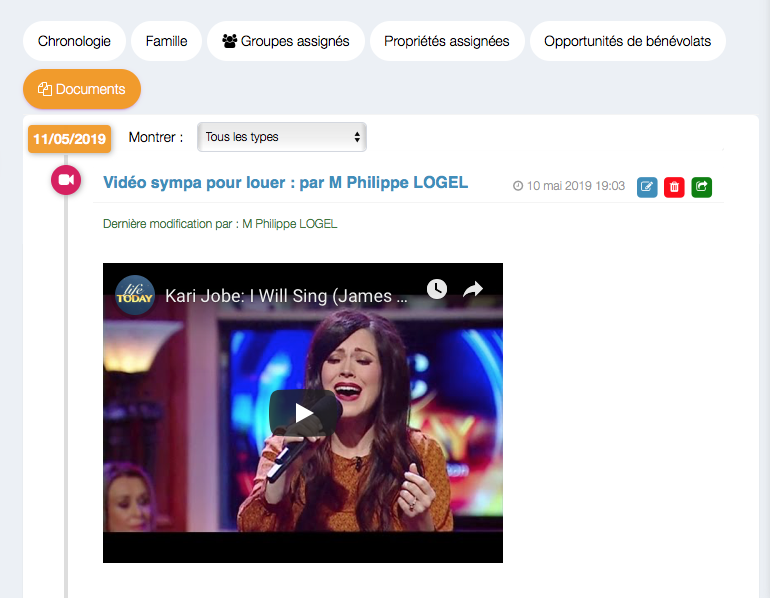 Chronologie Famille Groupes assignés Propriétés assignées Opportunités de bénévolats
Documents
11/05/2019 Montrer : Tous les types
Vidéo sympa pour louer : par M Philippe LOGEL 10 mai 2019 19:03
Dernière modification par : M Philippe LOGEL
life TODAY Kari Jobe: I Will Sing (James ...